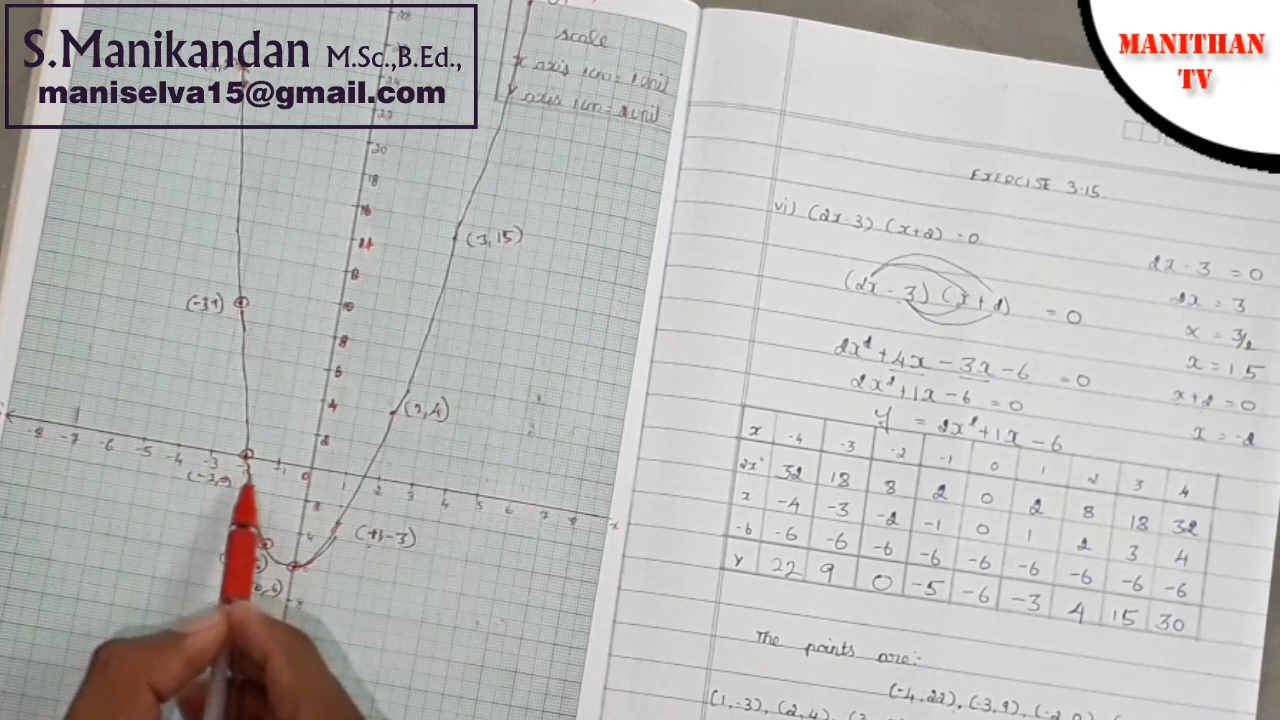 S.Manikandan M.Sc.,B.Ed.,
maniselva15@gmail.com
MANITHAN
TV
scale
x axis 1cm = 1unit
y axis 1cm = 2unit
20
18
16
14
10
8
6
4
2
(3, 15)
(-3 9)
(2, 4)
-8 -7 -6 -5 -4 -3 -1 0 1 2 3 4 5 6 7 x
(-2, 0)
(+1 -3)
EXERCISE 3.15
vi) (2x-3) (x+2) = 0
(2x - 3) (x+2) = 0
2x² + 4x - 3x - 6 = 0
2x² + 1x - 6 = 0
y = 2x² + 1x - 6
2x - 3 = 0
2x = 3
x = 3/2
x = 1.5
x + 2 = 0
x = -2
x -4 -3 -2 -1 0 1 2 3 4
2x² 32 18 8 2 0 2 8 18 32
x -4 -3 -2 -1 0 1 2 3 4
-6 -6 -6 -6 -6 -6 -6 -6 -6 -6
y 22 9 0 -5 -6 -3 4 15 30
The points are:-
(-4,22), (-3,9), (-2,0),
(1,-3), (2,4),